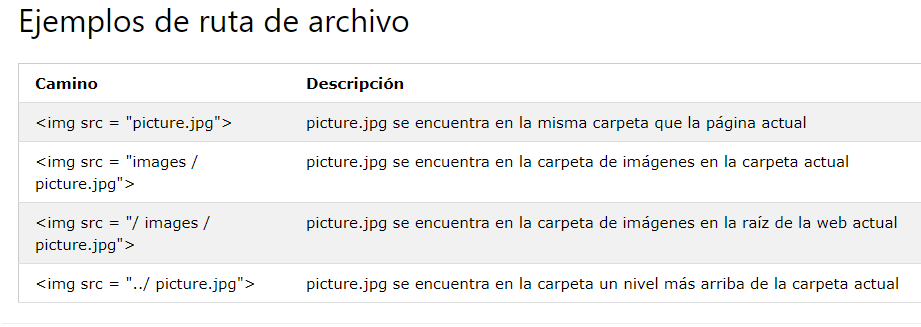 Ejemplos de ruta de archivo
Camino Descripción
<img src = "picture.jpg"> picture.jpg se encuentra en la misma carpeta que la página actual
<img src = "images / picture.jpg se encuentra en la carpeta de imágenes en la carpeta actual
picture.jpg">
<img src = "/ images / picture.jpg se encuentra en la carpeta de imágenes en la raíz de la web actual
picture.jpg">
<img src = "../ picture.jpg"> picture.jpg se encuentra en la carpeta un nivel más arriba de la carpeta actual